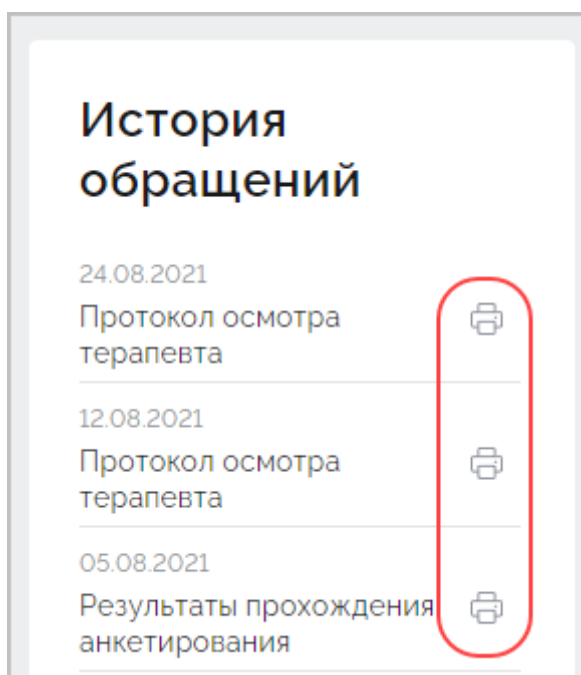 История
обращений
24.08.2021
Протокол осмотра
терапевта
12.08.2021
Протокол осмотра
терапевта
05.08.2021
Результаты прохождения
анкетирования